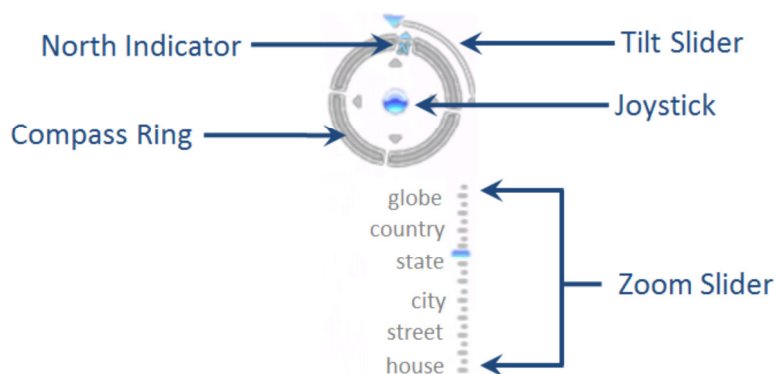 North Indicator
Tilt Slider
N
Joystick
Compass Ring
globe
country
state
Zoom Slider
city
street
house